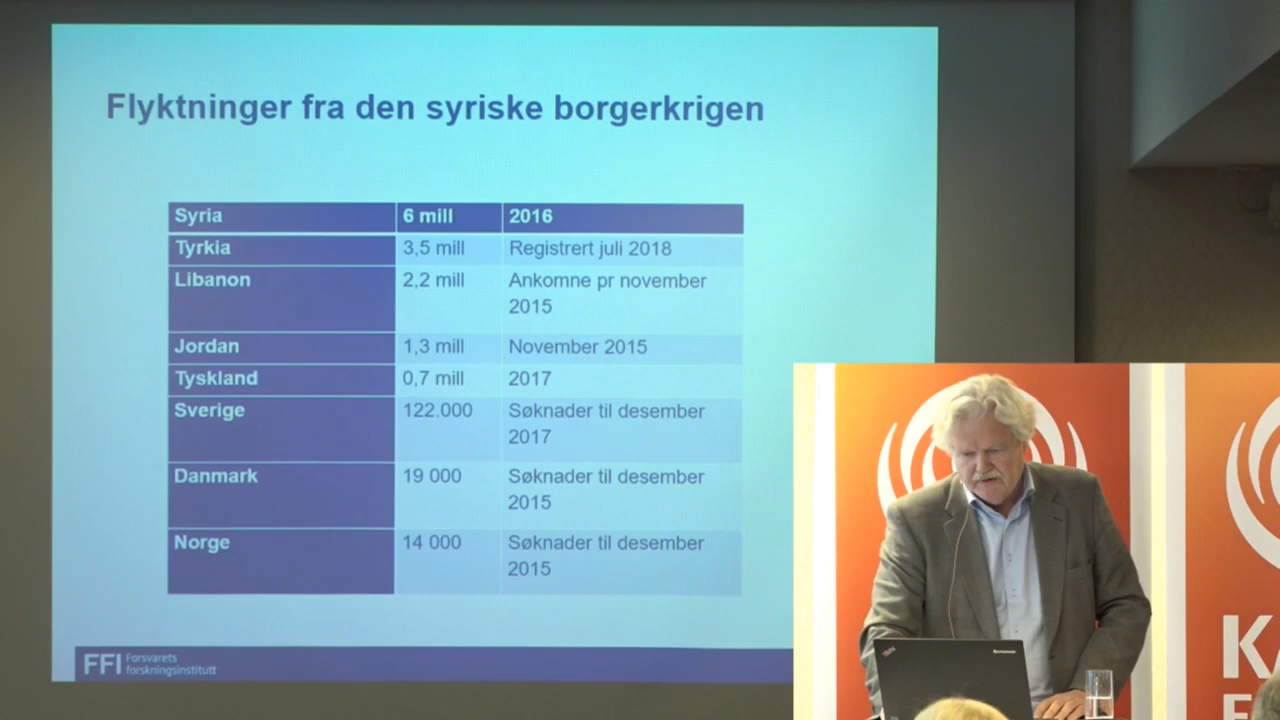 Flyktninger fra den syriske borgerkrigen
Syria 6 mill 2016
Tyrkia 3,5 mill Registrert juli 2018
Libanon 2,2 mill Ankomne pr november
2015
Jordan 1,3 mill November 2015
Tyskland 0,7 mill 2017
Sverige 122.000 Søknader til desember
2017
Danmark 19 000 Søknader til desember
2015
Norge 14 000 Søknader til desember
2015
FFI Forsvarets
forskningsinstitutt